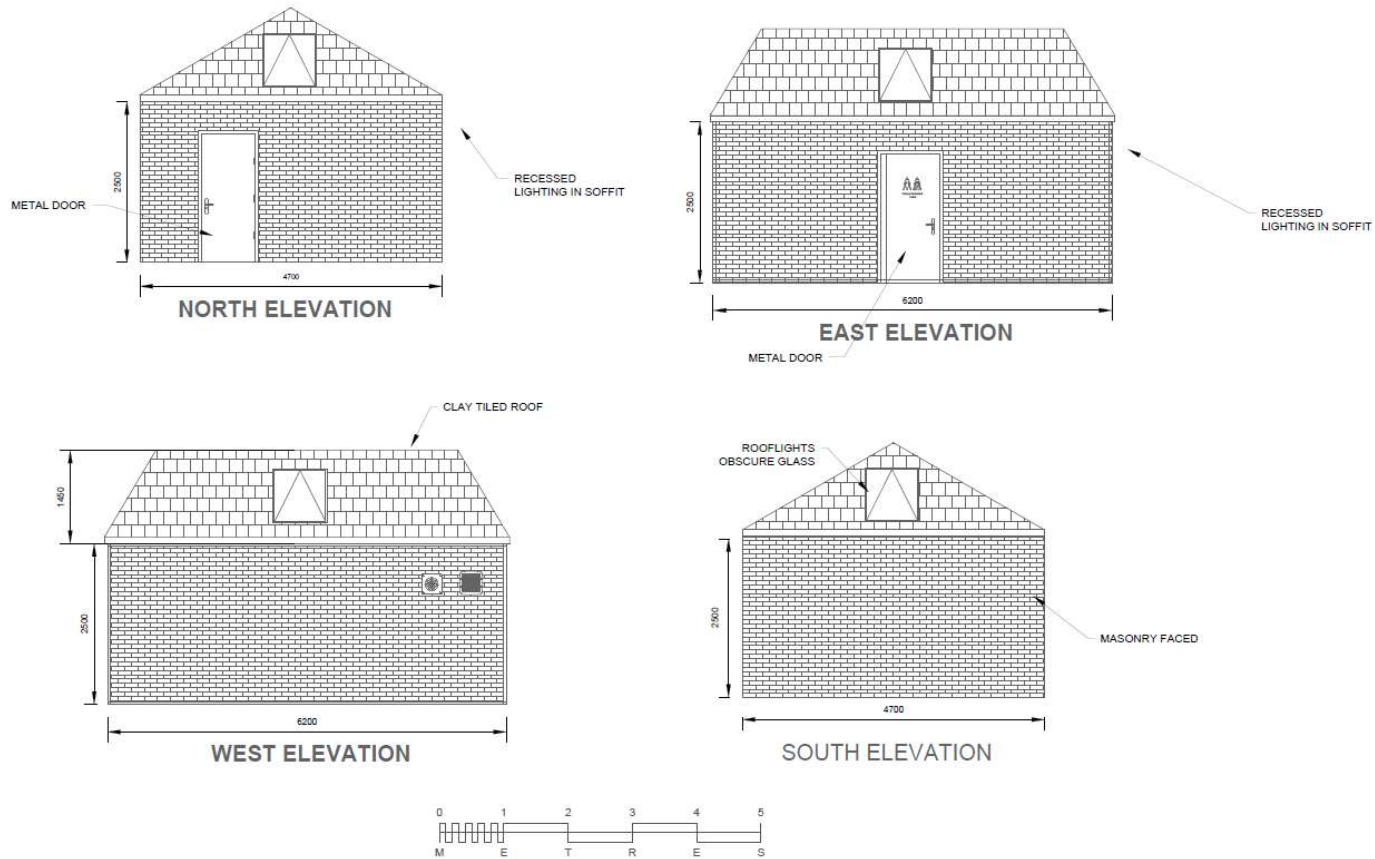 2500
METAL DOOR
RECESSED
LIGHTING IN SOFFIT
4700
NORTH ELEVATION
2500
RECESSED
LIGHTING IN SOFFIT
6200
EAST ELEVATION
METAL DOOR
CLAY TILED ROOF
1450
2500
6200
WEST ELEVATION
ROOFLIGHTS
OBSCURE GLASS
2500
MASONRY FACED
4700
SOUTH ELEVATION
0 1 2 3 4 5
M E T R E S